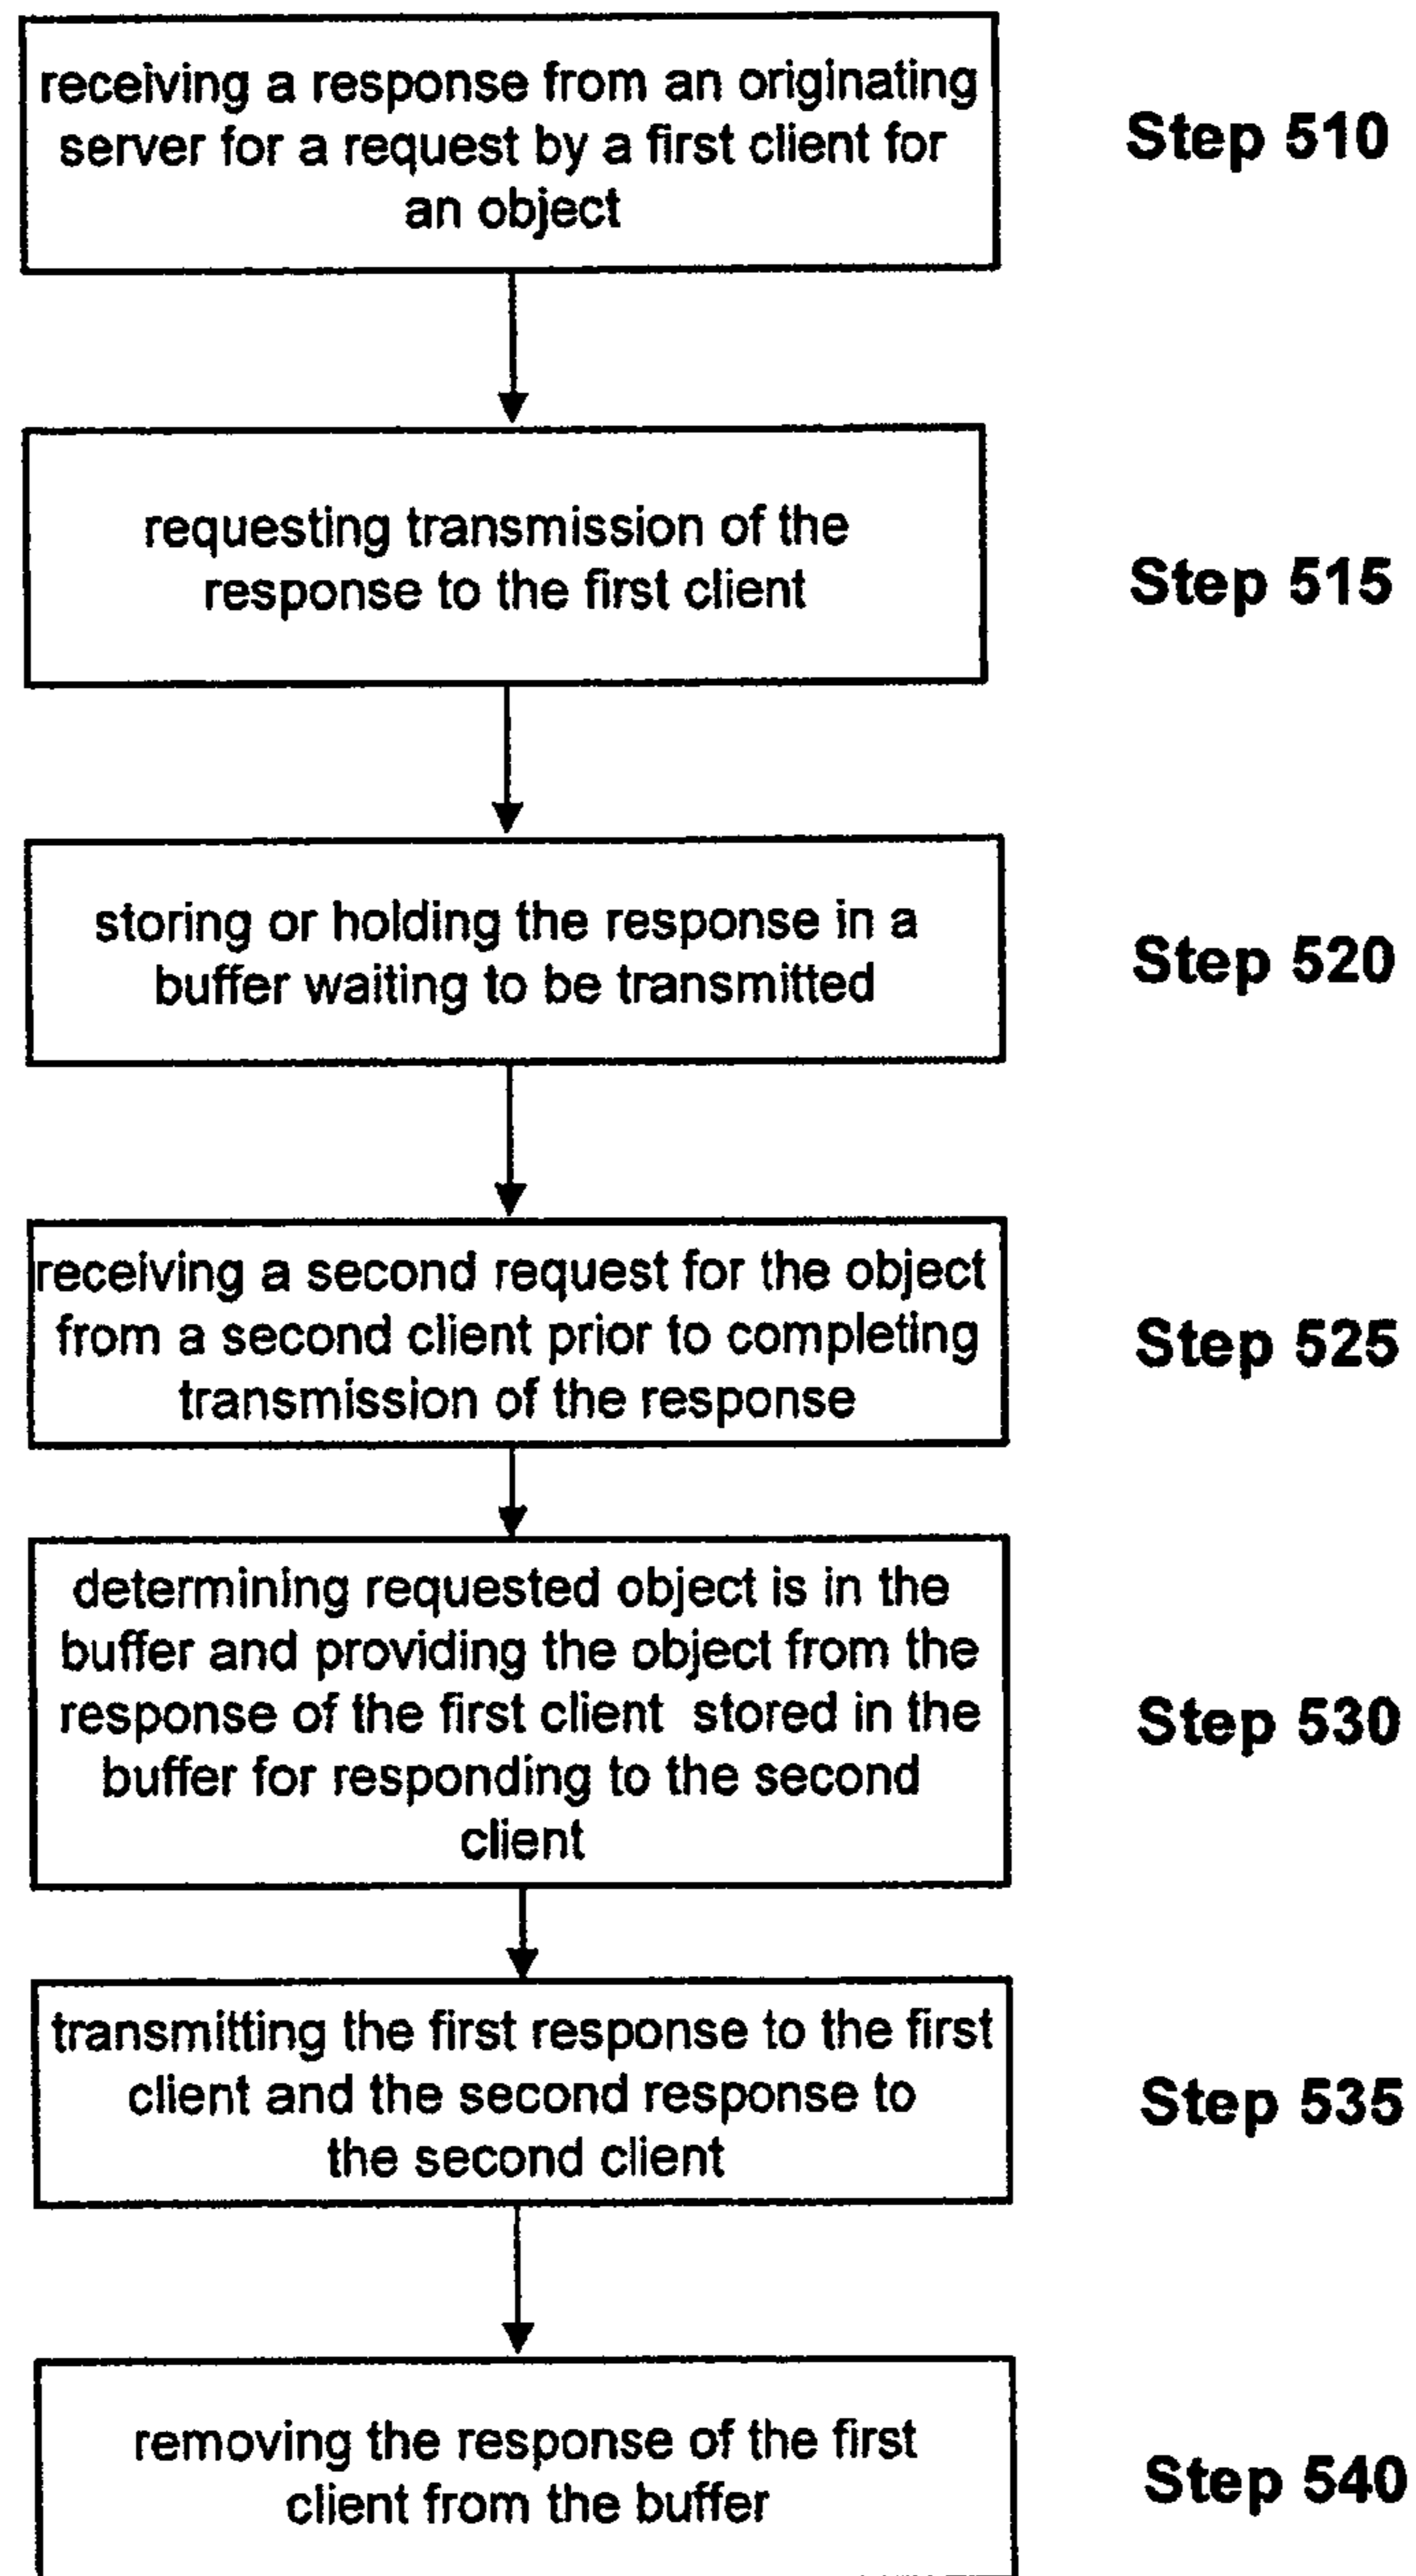 receiving a response from an originating
server for a request by a first client for
an object
Step 510
requesting transmission of the
response to the first client
Step 515
storing or holding the response in a
buffer waiting to be transmitted
Step 520
receiving a second request for the object
from a second client prior to completing
transmission of the response
Step 525
determining requested object is in the
buffer and providing the object from the
response of the first client stored in the
buffer for responding to the second
client
Step 530
transmitting the first response to the first
client and the second response to
the second client
Step 535
removing the response of the first
client from the buffer
Step 540